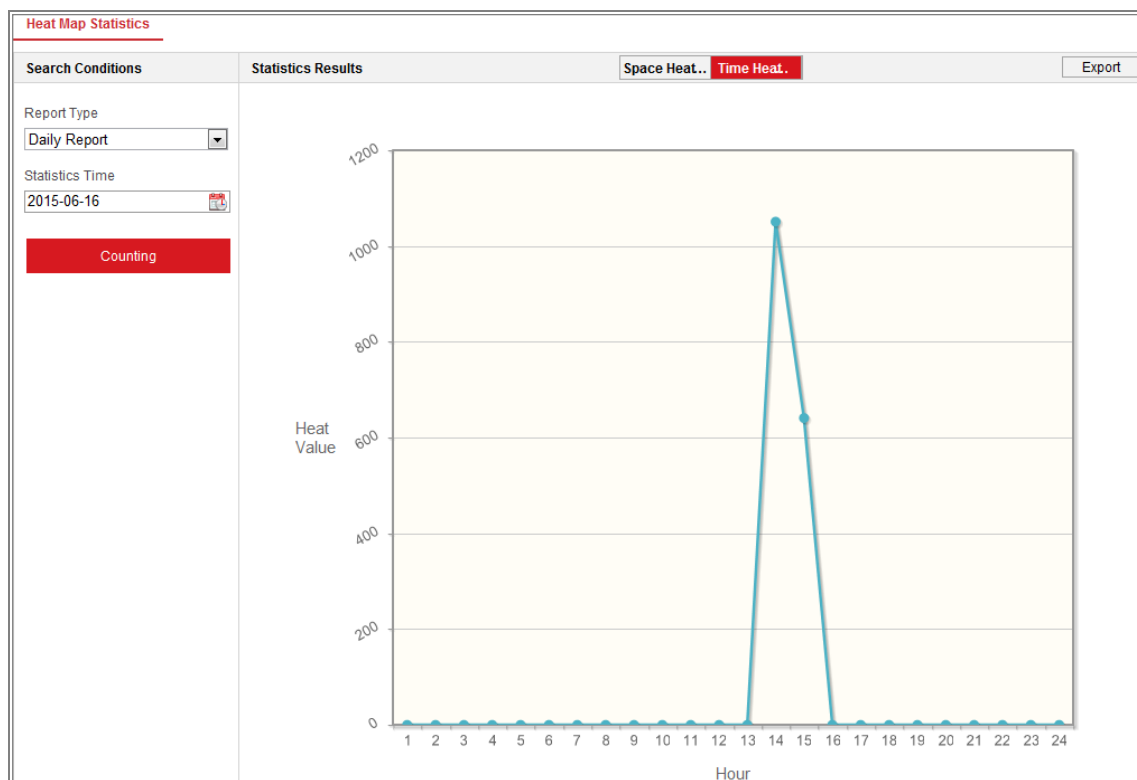 Heat Map Statistics
Search Conditions
Statistics Results
Space Heat...
Time Heat..
Export
Report Type
Daily Report
Statistics Time
2015-06-16
Counting
1200
1000
800
600
400
200
0
Heat
Value
1 2 3 4 5 6 7 8 9 10 11 12 13 14 15 16 17 18 19 20 21 22 23 24
Hour